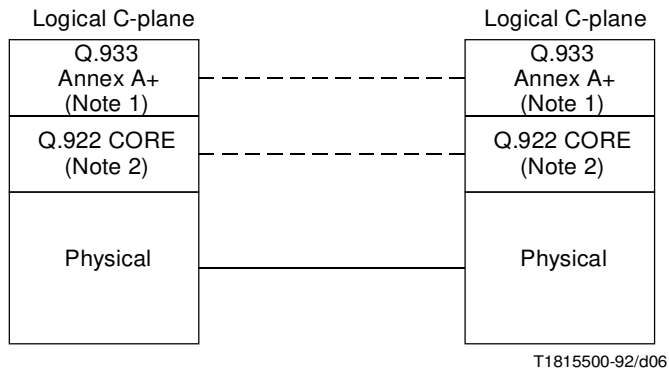 Logical C-plane
Q.933
Annex A+
(Note 1)
Q.922 CORE
(Note 2)
Physical
Logical C-plane
Q.933
Annex A+
(Note 1)
Q.922 CORE
(Note 2)
Physical
T1815500-92/d06